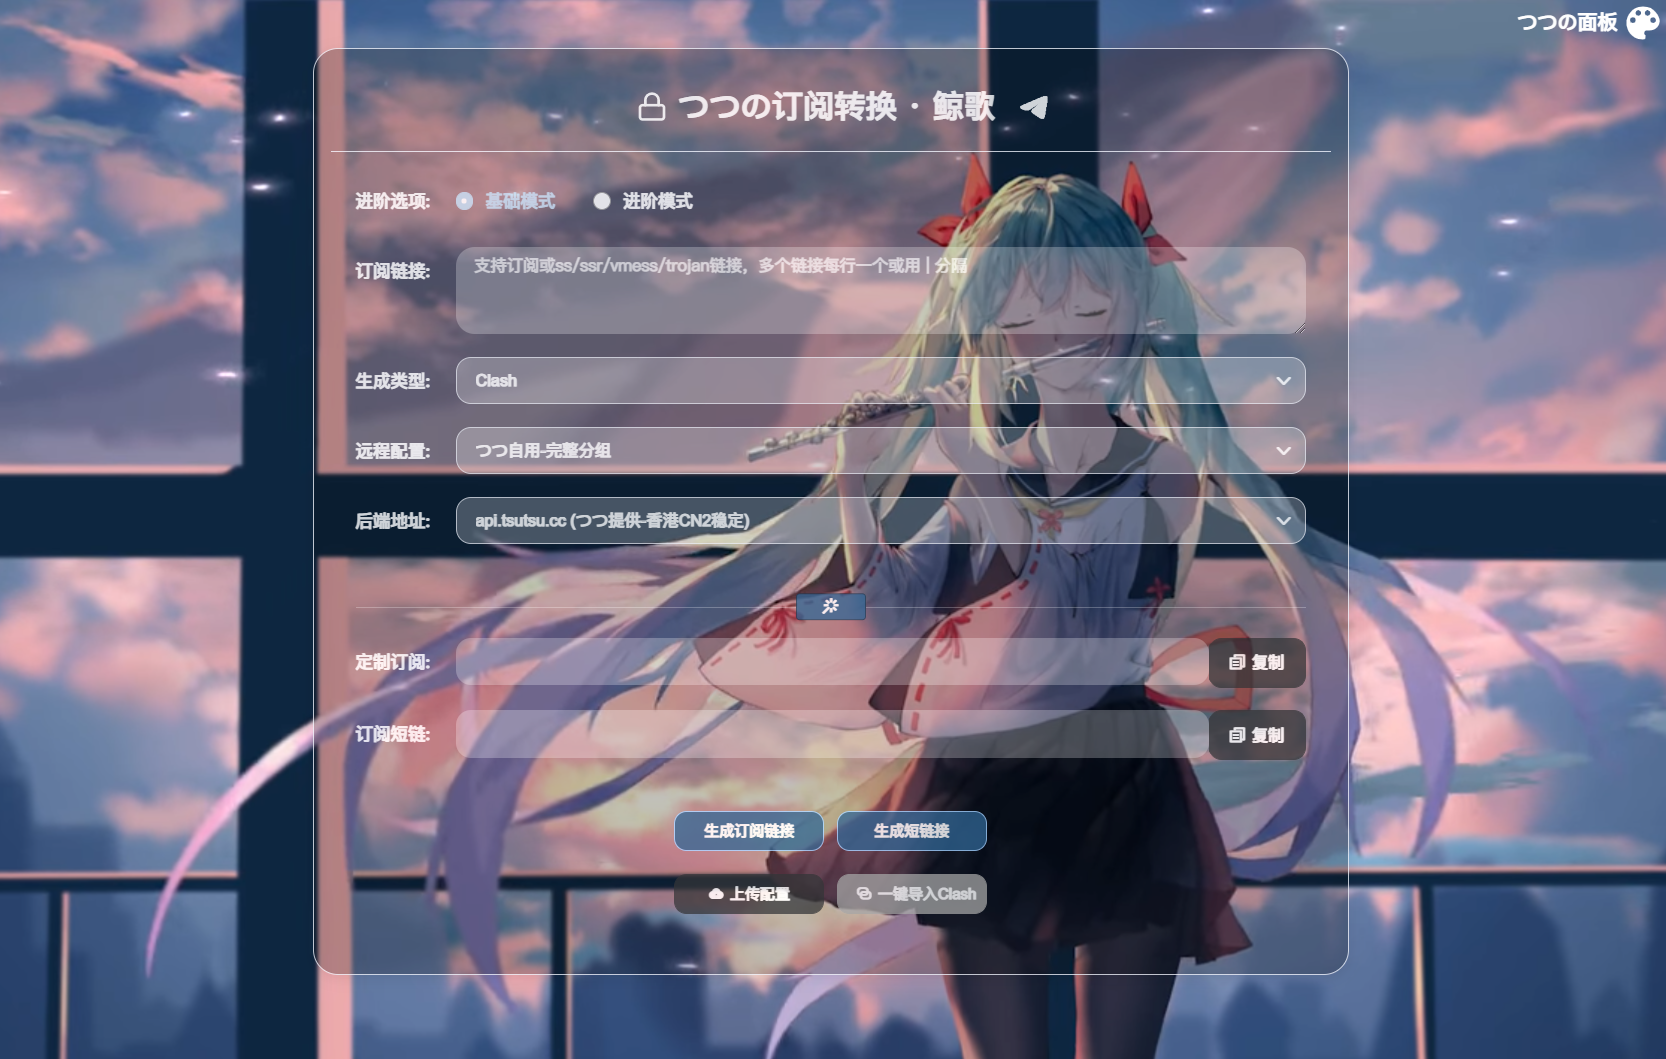 つつの面板
つつの订阅转换 · 鲸歌
进阶选项: 基础模式 进阶模式
订阅链接: 支持订阅或ss/ssr/vmess/trojan链接，多个链接每行一个或用 | 分隔
生成类型: Clash
远程配置: つつ自用-完整分组
后端地址: api.tsutsu.cc (つつ提供-香港CN2稳定)
定制订阅: 复制
订阅短链: 复制
生成订阅链接 生成短链接
上传配置 一键导入Clash